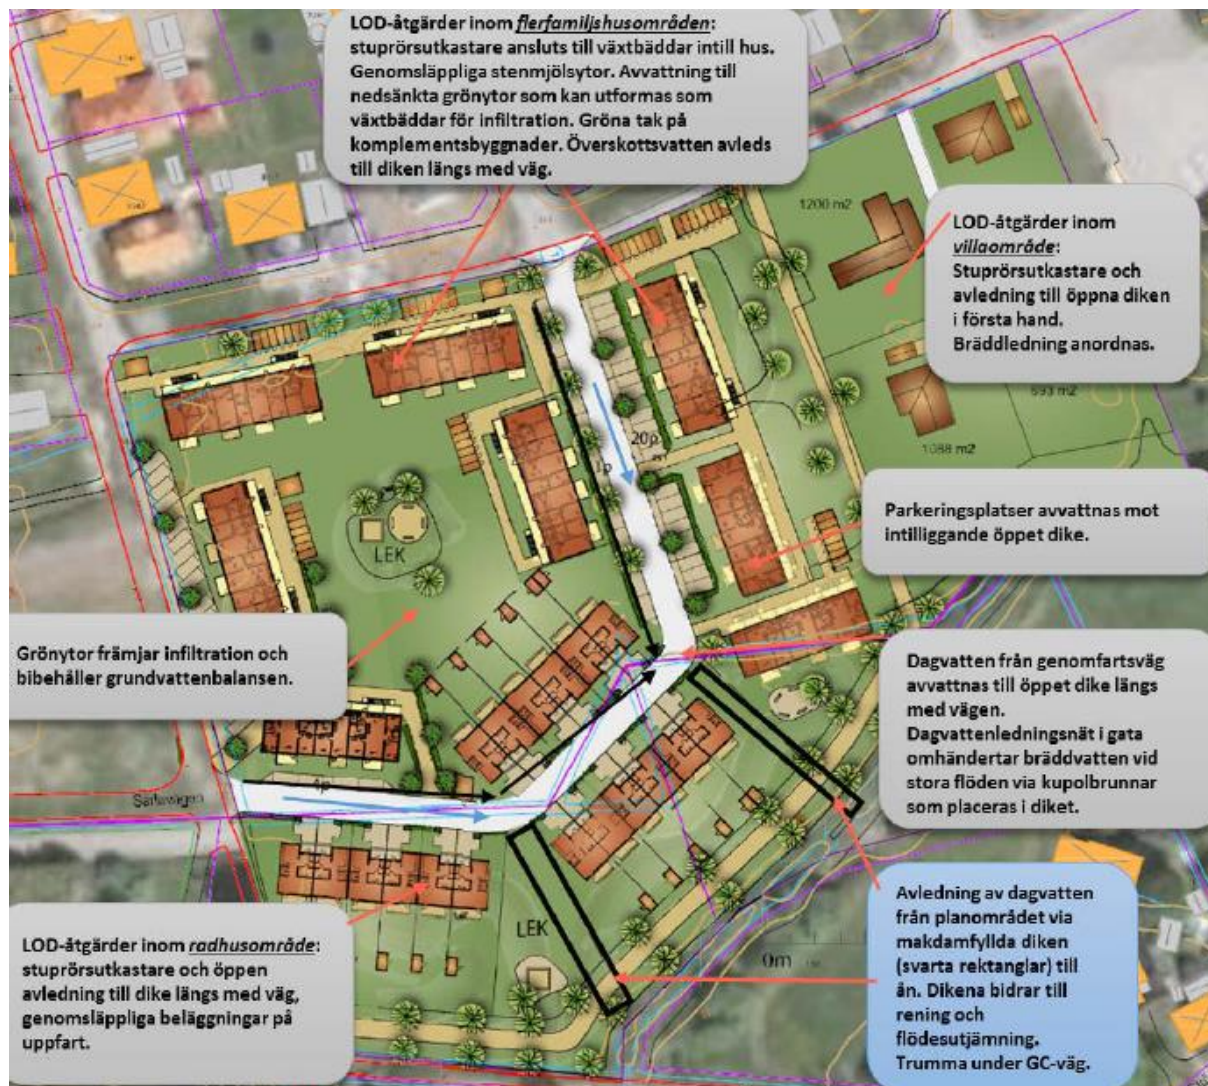 LOD-åtgärder inom flerfamiljshusområden:
stuprörsutkastare ansluts till växtbäddar intill hus.
Genomsläppliga stenmjölsytor. Avvattning till
nedsänkta grönytor som kan utformas som
växtbäddar för infiltration. Gröna tak på
komplementsbyggnader. Överskottsvatten avleds
till diken längs med väg.
1200 m2
LOD-åtgärder inom
villaområde:
Stuprörsutkastare och
avledning till öppna diken
i första hand.
Bräddledning anordnas.
693 m2
1088 m2
20p
LEK
Parkeringsplatser avvattnas mot
intilliggande öppet dike.
Grönytor främjar infiltration och
bibehåller grundvattenbalansen.
Dagvatten från genomfartsväg
avvattnas till öppet dike längs
med vägen.
Dagvattenledningsnät i gata
omhändertar bräddvatten vid
stora flöden via kupolbrunnar
som placeras i diket.
4p
LOD-åtgärder inom radhusområde:
stuprörsutkastare och öppen
avledning till dike längs med väg,
genomsläppliga beläggningar på
uppfart.
LEK
0m
Avledning av dagvatten
från planområdet via
makdamfyllda diken
(svarta rektanglar) till
ån. Dikena bidrar till
rening och
flödesutjämning.
Trumma under GC-väg.